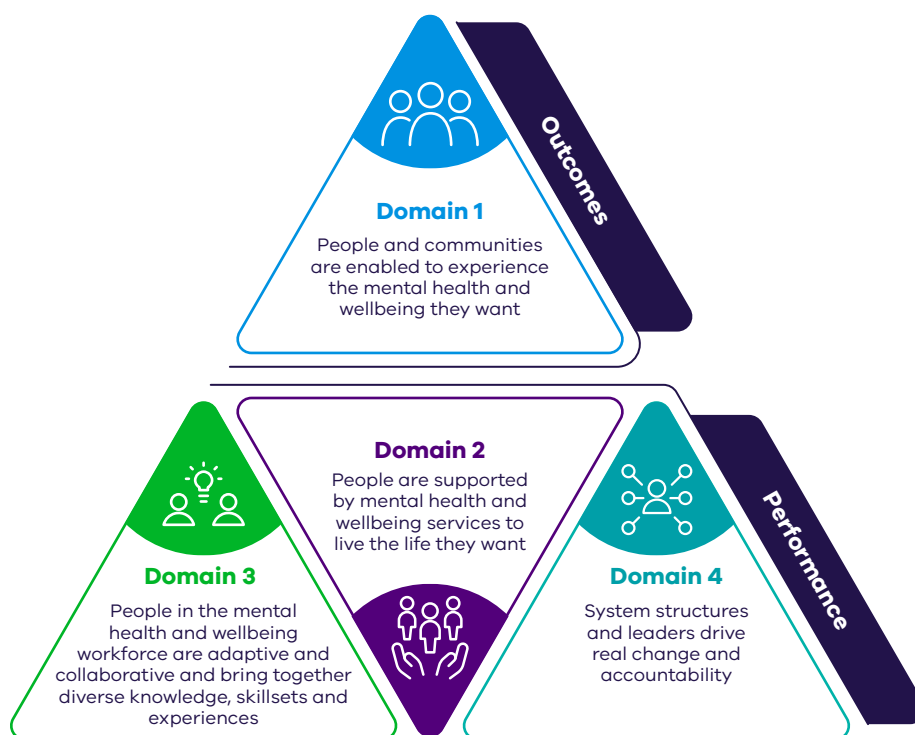 Outcomes
Domain 1
People and communities
are enabled to experience
the mental health and
wellbeing they want
Performance
Domain 2
People are supported
by mental health and
wellbeing services to
live the life they want
Domain 3
People in the mental
health and wellbeing
workforce are adaptive and
collaborative and bring together
diverse knowledge, skillsets and
experiences
Domain 4
System structures
and leaders drive
real change and
accountability